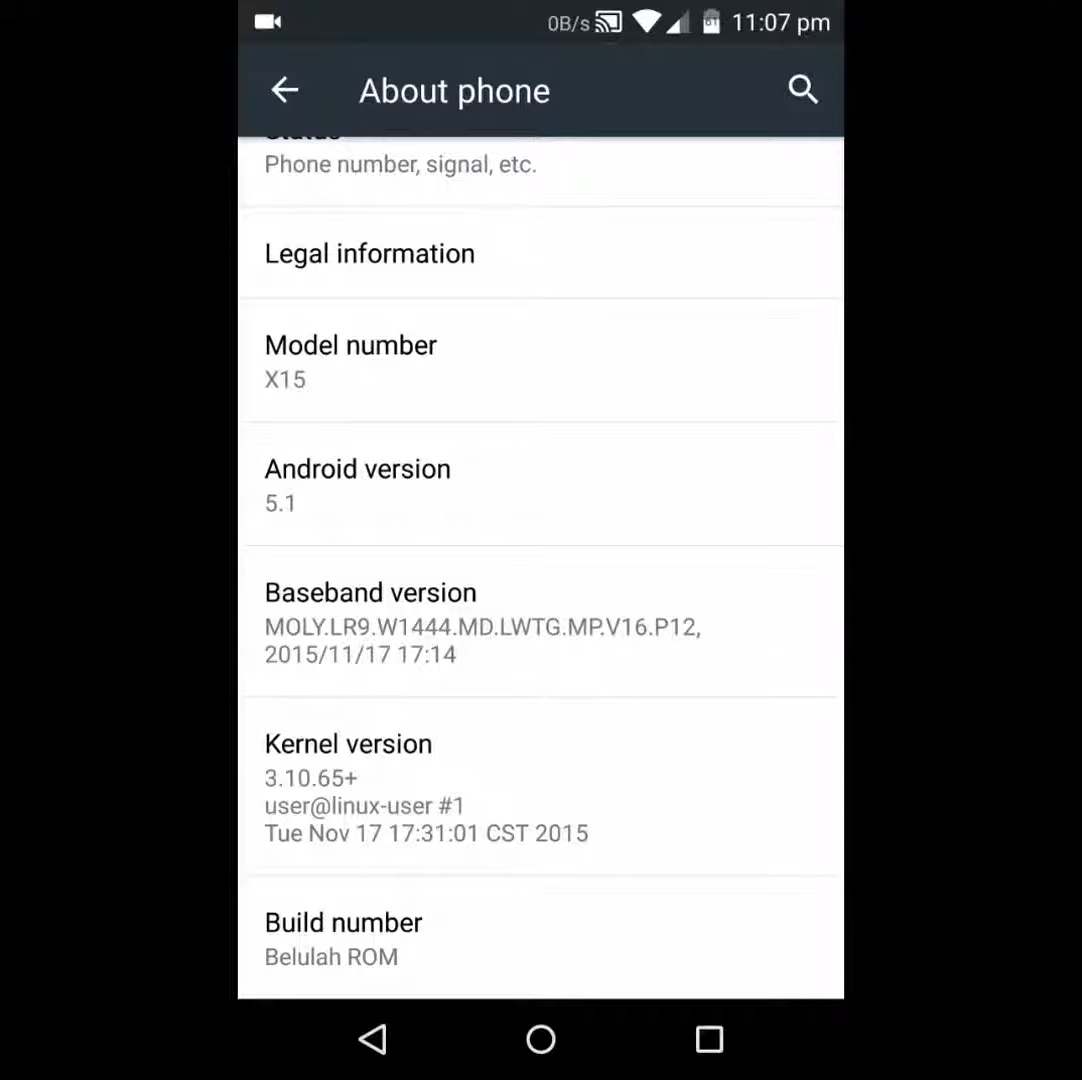 0B/s 11:07 pm
About phone
Status
Phone number, signal, etc.
Legal information
Model number
X15
Android version
5.1
Baseband version
MOLY.LR9.W1444.MD.LWTG.MP.V16.P12,
2015/11/17 17:14
Kernel version
3.10.65+
user@linux-user #1
Tue Nov 17 17:31:01 CST 2015
Build number
Belulah ROM